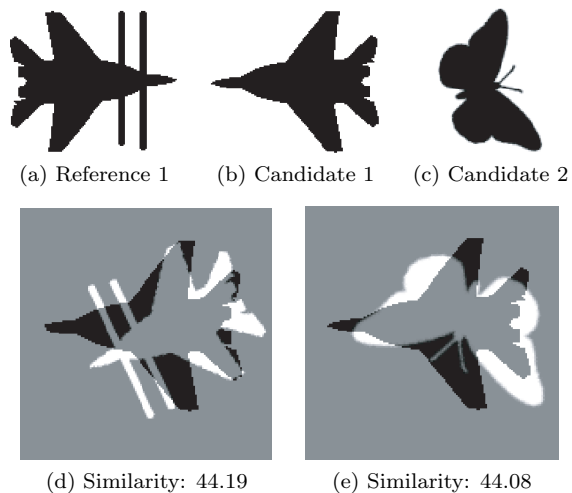 (a) Reference 1
(b) Candidate 1
(c) Candidate 2
(d) Similarity: 44.19
(e) Similarity: 44.08